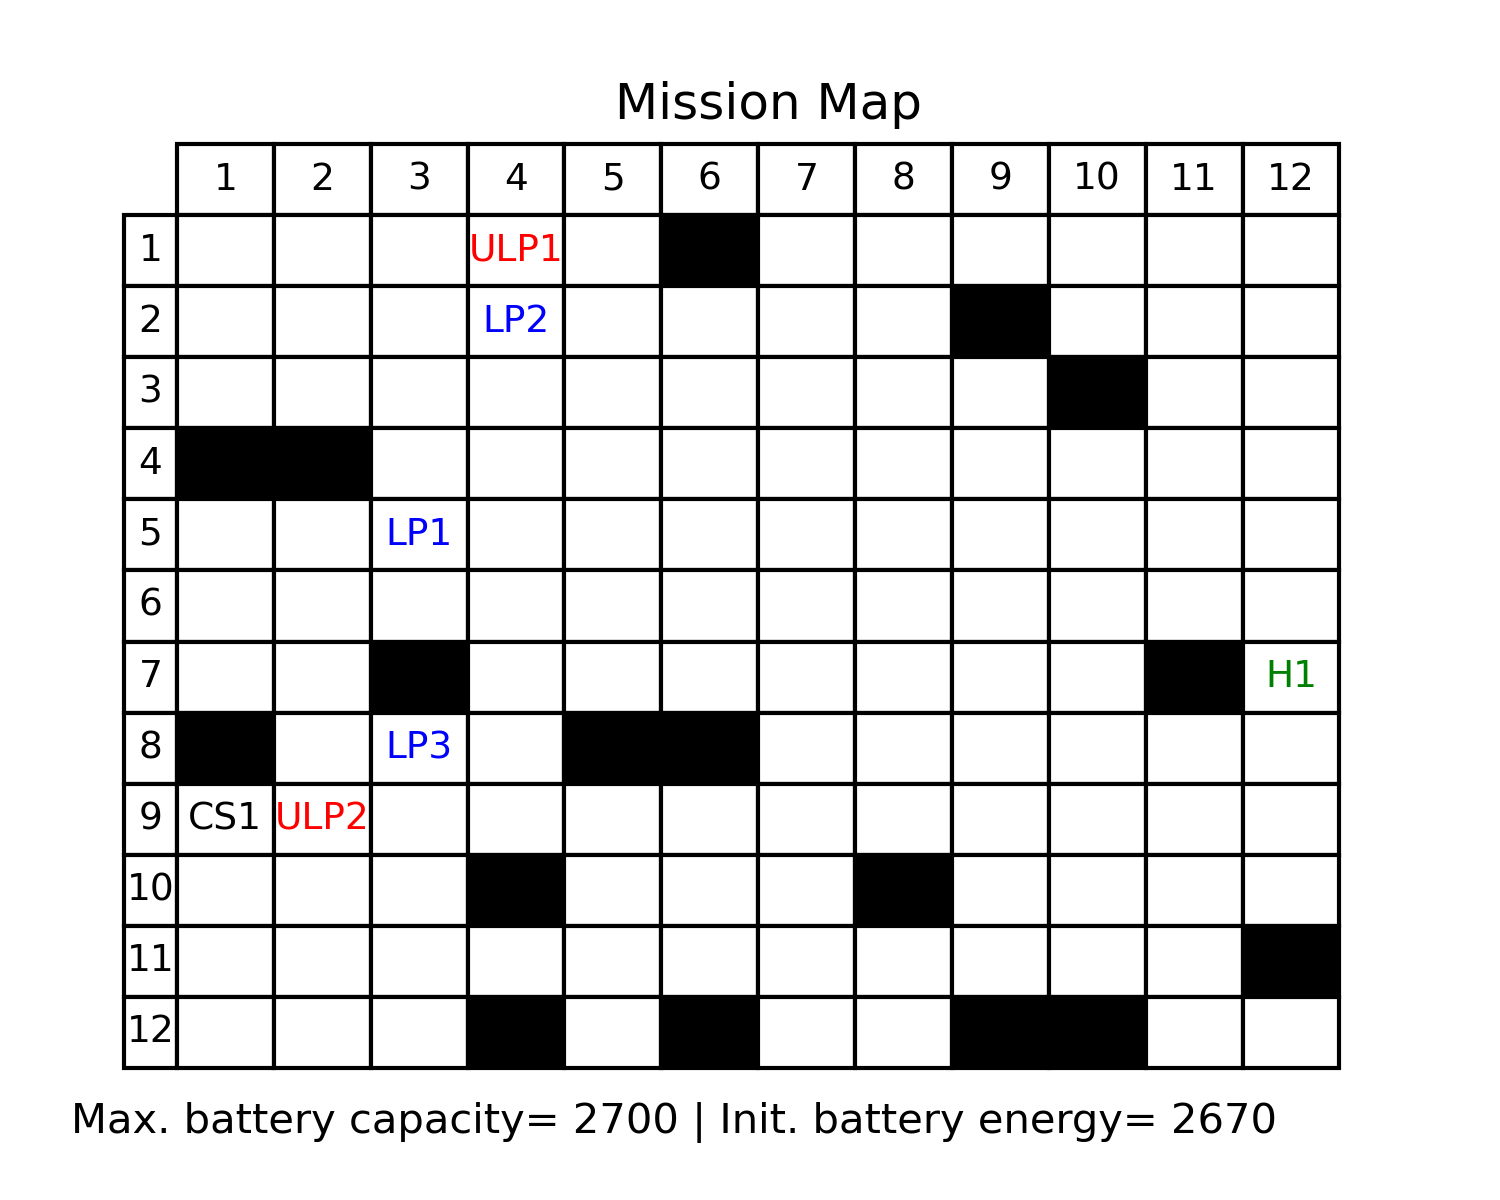 Mission Map
1 2 3 4 5 6 7 8 9 10 11 12
1 ULP1
2 LP2
3
4
5 LP1
6
7 H1
8 LP3
9 CS1 ULP2
10
11
12
Max. battery capacity= 2700 | Init. battery energy= 2670